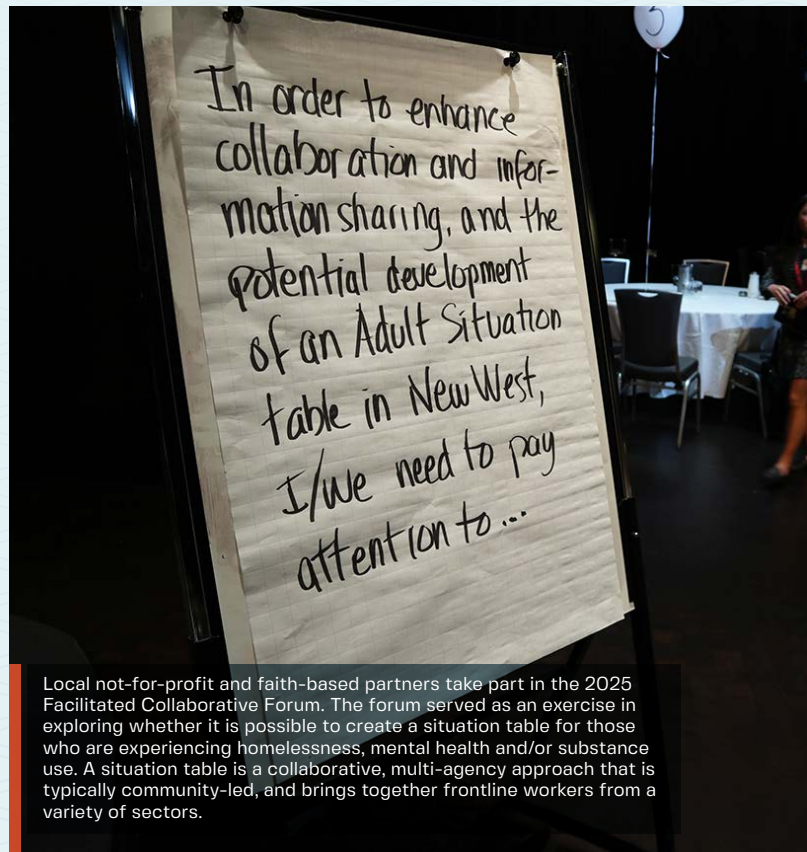 3
In order to enhance
collaboration and infor-
mation sharing, and the
potential development
of an Adult Situation
table in New West,
I/we need to pay
attention to...
Local not-for-profit and faith-based partners take part in the 2025
Facilitated Collaborative Forum. The forum served as an exercise in
exploring whether it is possible to create a situation table for those
who are experiencing homelessness, mental health and/or substance
use. A situation table is a collaborative, multi-agency approach that is
typically community-led, and brings together frontline workers from a
variety of sectors.